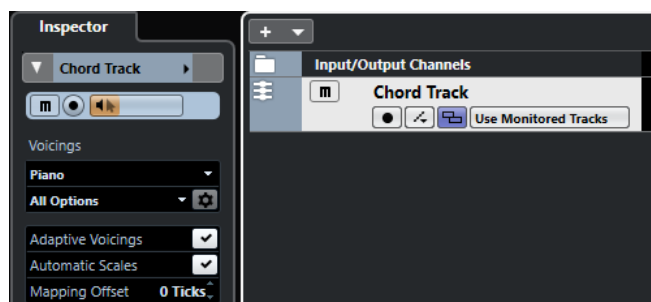 Inspector
Chord Track
m
Voicings
Piano
All Options
Adaptive Voicings
Automatic Scales
Mapping Offset 0 Ticks
Input/Output Channels
m Chord Track
Use Monitored Tracks